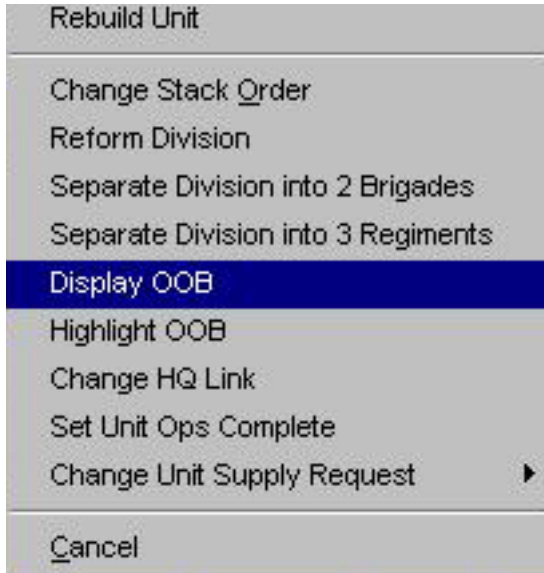 Rebuild Unit
Change Stack Order
Reform Division
Separate Division into 2 Brigades
Separate Division into 3 Regiments
Display OOB
Highlight OOB
Change HQ Link
Set Unit Ops Complete
Change Unit Supply Request
Cancel